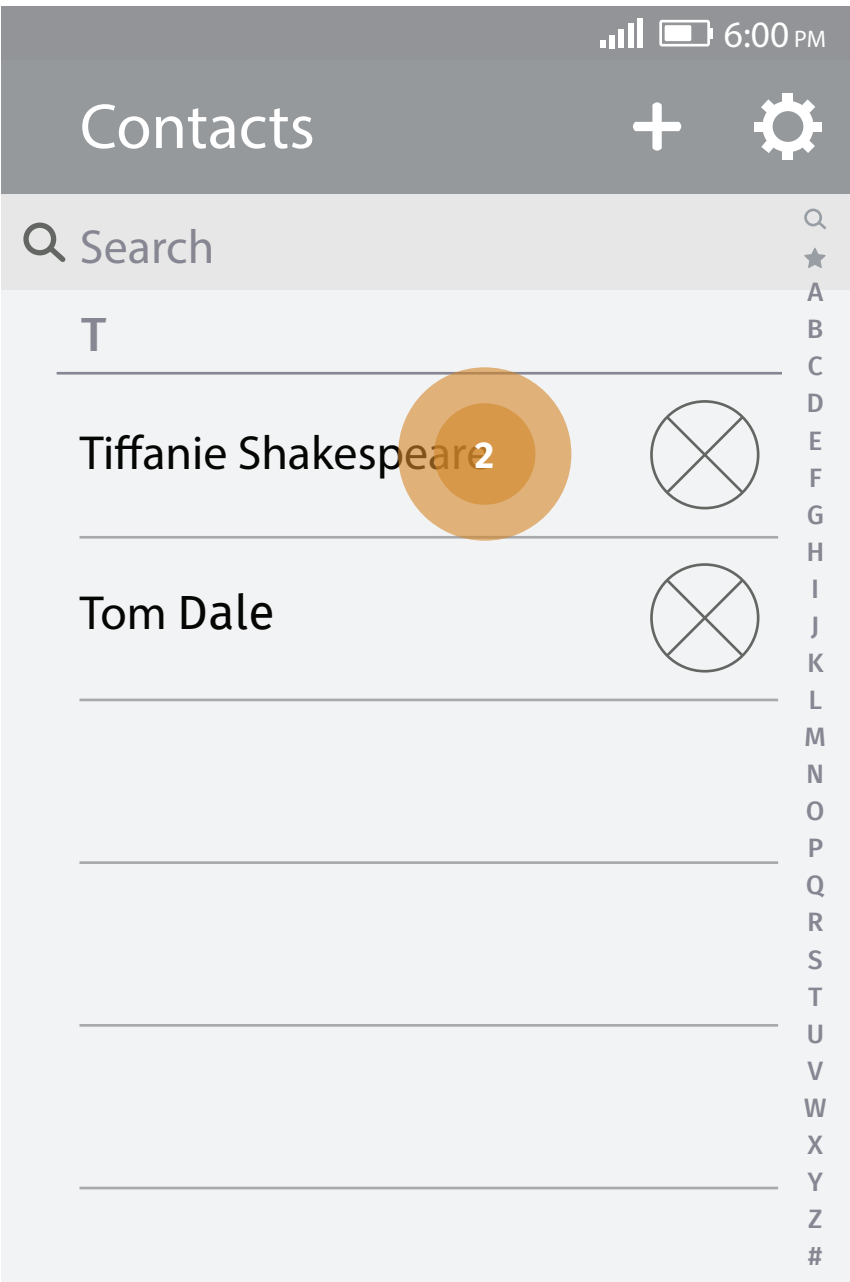 6:00 PM
Contacts
Search
T
Tiffanie Shakespeare
2
Tom Dale
A
B
C
D
E
F
G
H
I
J
K
L
M
N
O
P
Q
R
S
T
U
V
W
X
Y
Z
#